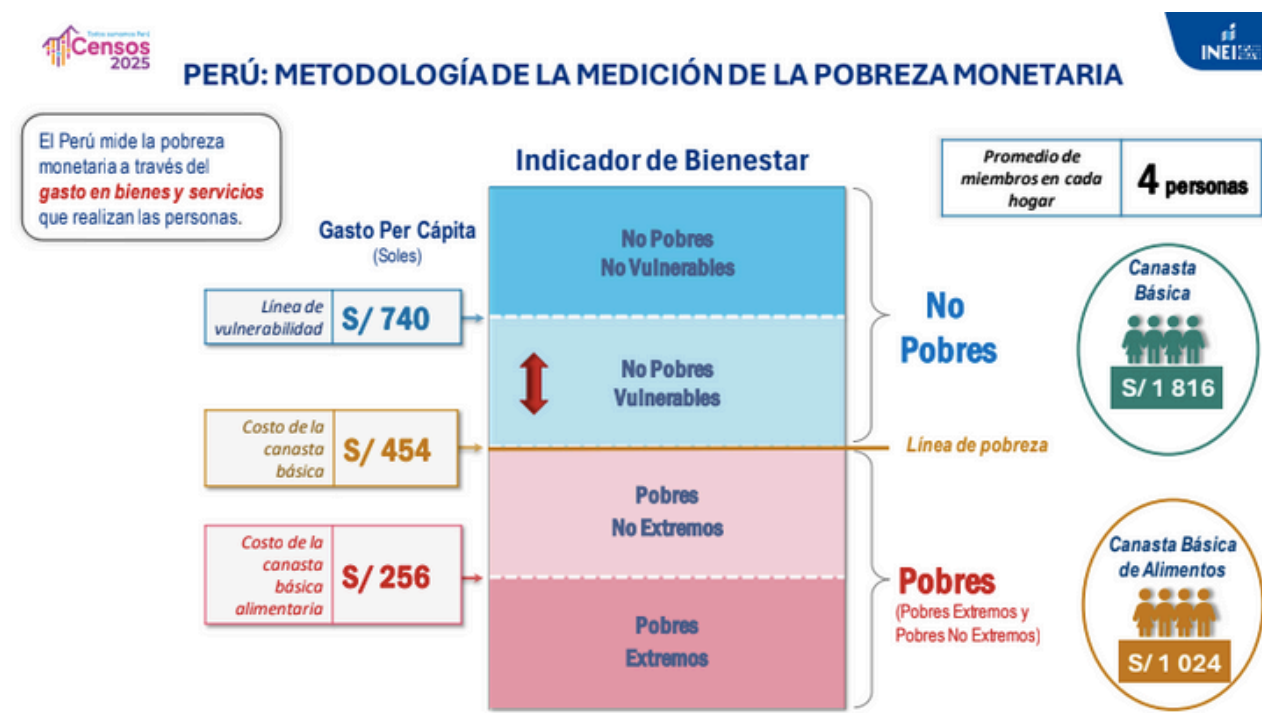 Todos sumamos Perú
Censos
2025
INEI
PERÚ: METODOLOGÍA DE LA MEDICIÓN DE LA POBREZA MONETARIA
El Perú mide la pobreza
monetaria a través del
gasto en bienes y servicios
que realizan las personas.
Indicador de Bienestar
Promedio de
miembros en cada
hogar
4 personas
Gasto Per Cápita
(Soles)
No Pobres
No Vulnerables
Línea de
vulnerabilidad
S/ 740
No Pobres
Vulnerables
No
Pobres
Canasta
Básica
S/ 1 816
Costo de la
canasta
básica
S/ 454
Línea de pobreza
Pobres
No Extremos
Costo de la
canasta
básica
alimentaria
S/ 256
Pobres
Extremos
Pobres
(Pobres Extremos y
Pobres No Extremos)
Canasta Básica
de Alimentos
S/ 1 024